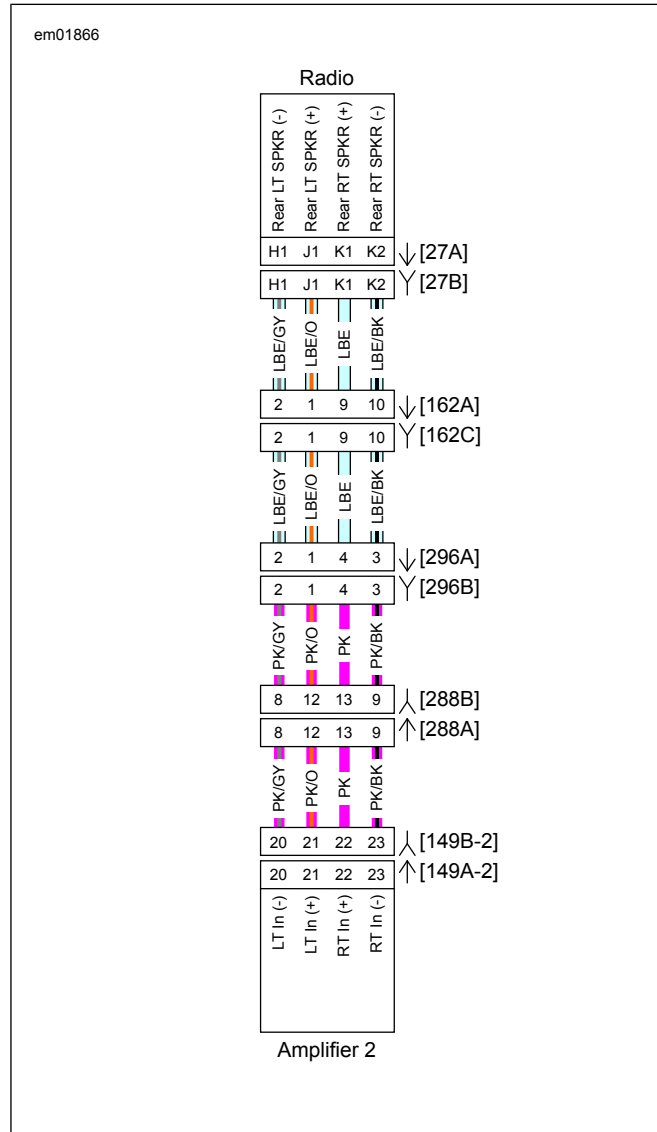 em01866
Radio
Rear LT SPKR (-)
Rear LT SPKR (+)
Rear RT SPKR (+)
Rear RT SPKR (-)
H1 J1 K1 K2 [27A]
H1 J1 K1 K2 [27B]
LBE/GY
LBE/O
LBE
LBE/BK
2 1 9 10 [162A]
2 1 9 10 [162C]
LBE/GY
LBE/O
LBE
LBE/BK
2 1 4 3 [296A]
2 1 4 3 [296B]
PK/GY
PK/O
PK
PK/BK
8 12 13 9 [288B]
8 12 13 9 [288A]
PK/GY
PK/O
PK
PK/BK
20 21 22 23 [149B-2]
20 21 22 23 [149A-2]
LT In (-)
LT In (+)
RT In (+)
RT In (-)
Amplifier 2